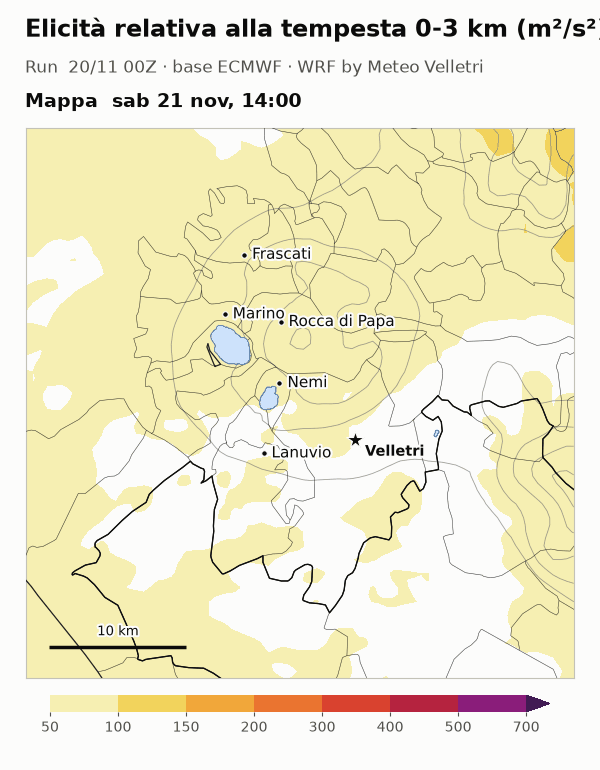 Elicità relativa alla tempesta 0-3 km (m²/s²)
Run  20/11 00Z · base ECMWF · WRF by Meteo Velletri
Mappa  sab 21 nov, 14:00
Frascati
Marino
Rocca di Papa
Nemi
Velletri
Lanuvio
10 km
50 100 150 200 300 400 500 700